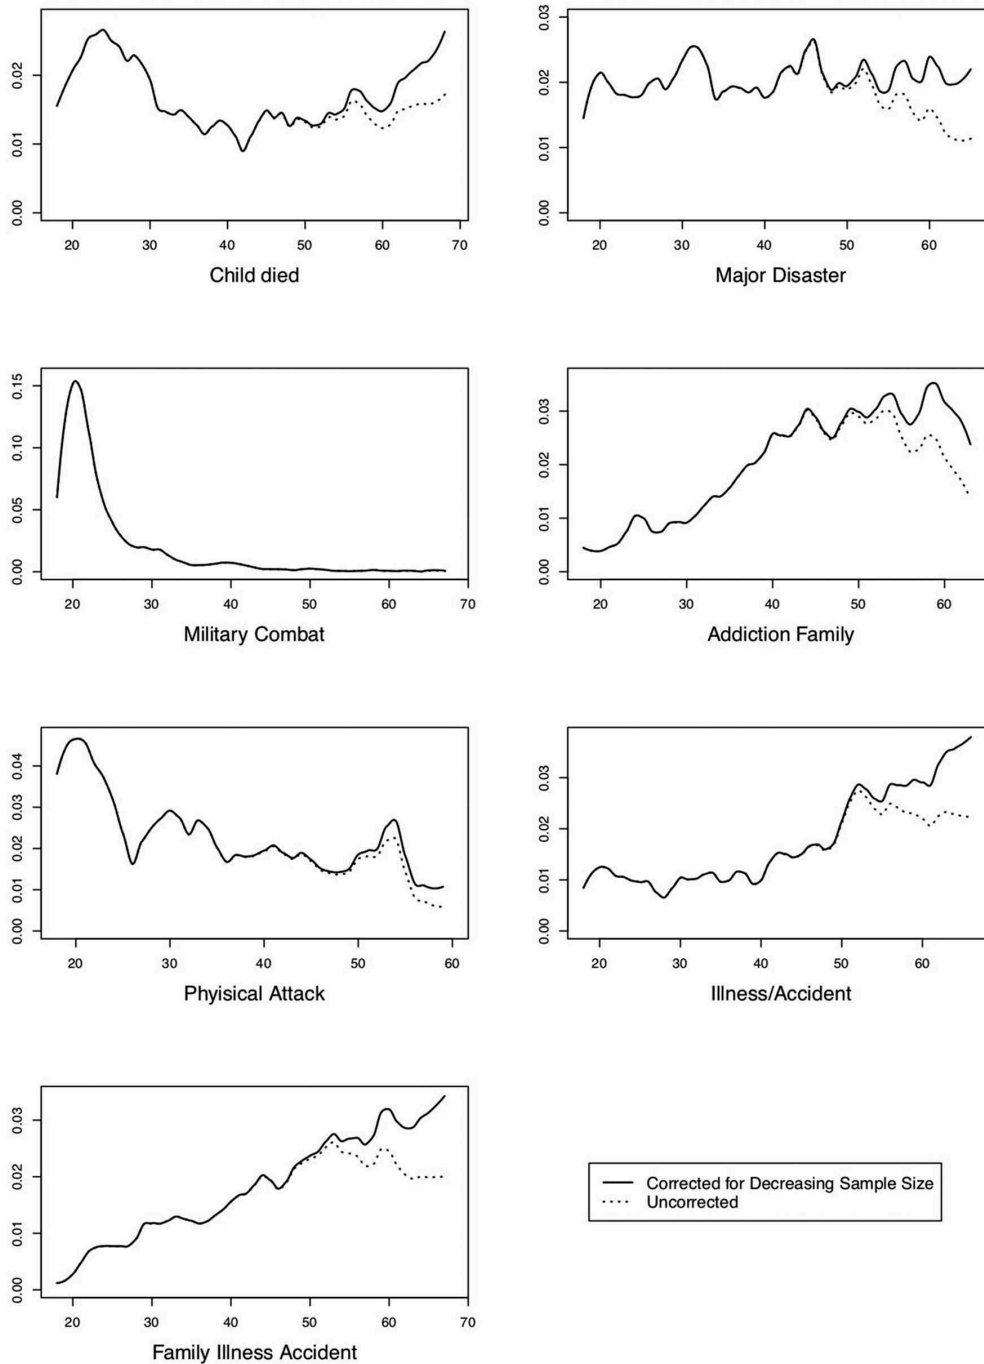 0.00 0.01 0.02
20 30 40 50 60 70
Child died
0.00 0.01 0.02 0.03
20 30 40 50 60
Major Disaster
0.00 0.05 0.10 0.15
20 30 40 50 60 70
Military Combat
0.00 0.01 0.02 0.03
20 30 40 50 60
Addiction Family
0.00 0.01 0.02 0.03 0.04
20 30 40 50 60
Phyisical Attack
0.00 0.01 0.02 0.03
20 30 40 50 60
Illness/Accident
0.00 0.01 0.02 0.03
20 30 40 50 60 70
Family Illness Accident
Corrected for Decreasing Sample Size
Uncorrected